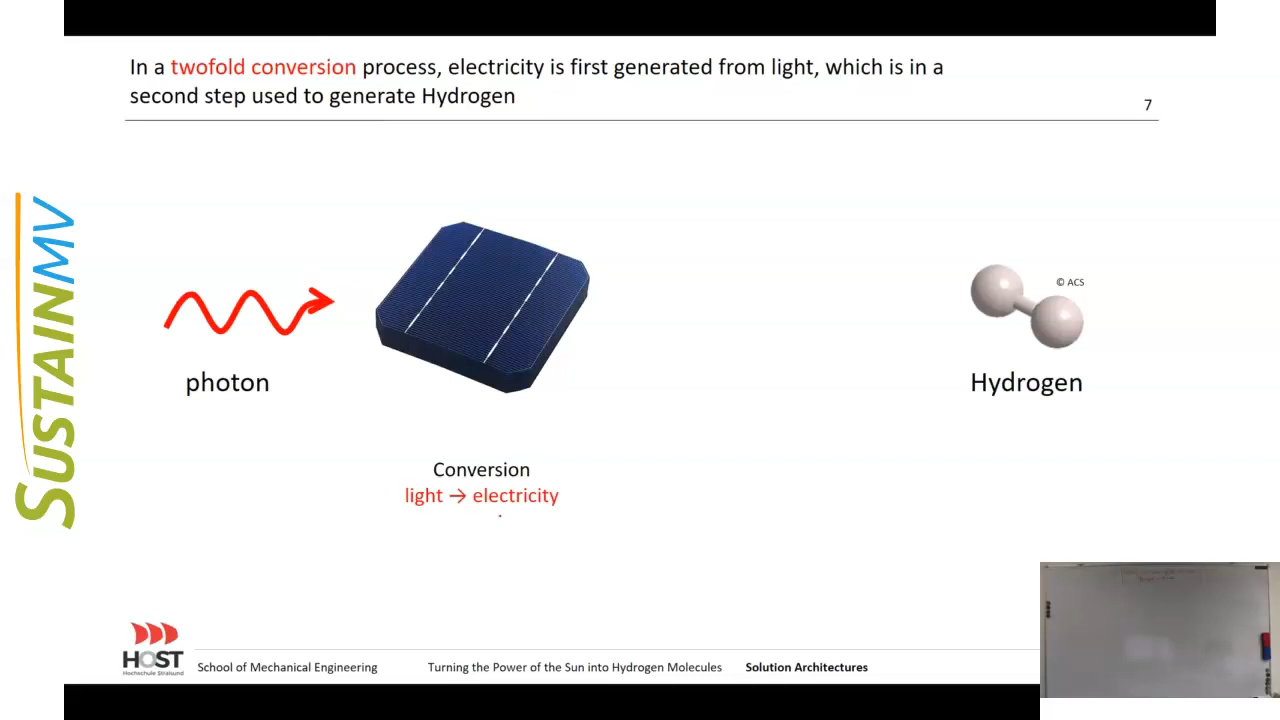 In a twofold conversion process, electricity is first generated from light, which is in a
second step used to generate Hydrogen
7
SUSTAINMV
© ACS
photon
Hydrogen
Conversion
light → electricity
HOST
Hochschule Stralsund
School of Mechanical Engineering
Turning the Power of the Sun into Hydrogen Molecules
Solution Architectures